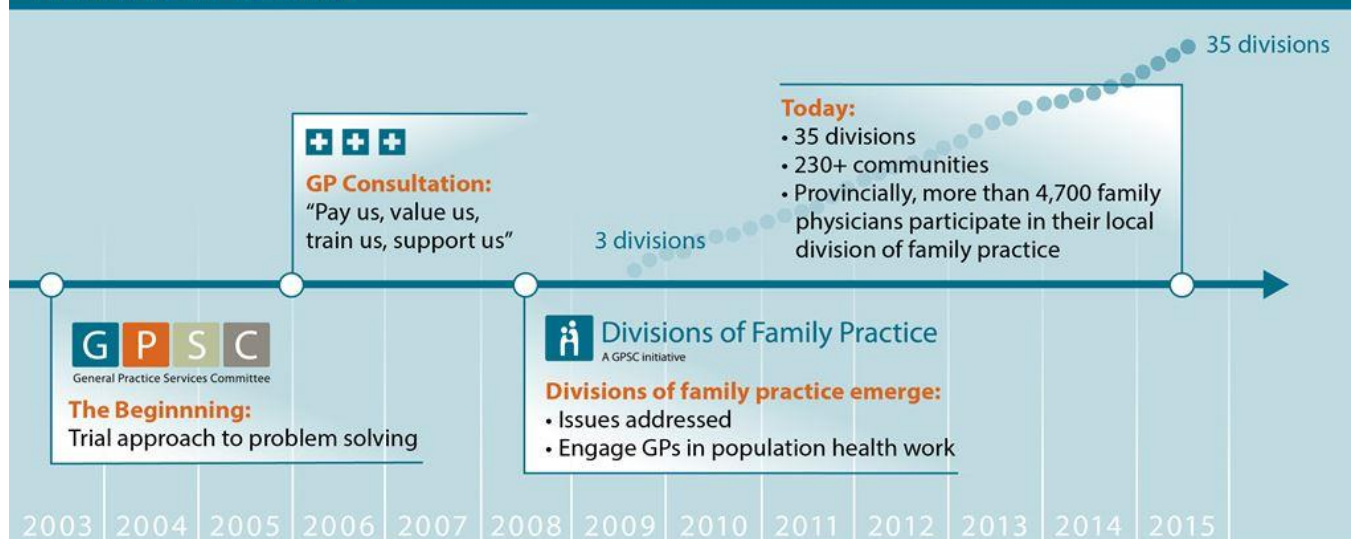 35 divisions
Today:
• 35 divisions
• 230+ communities
• Provincially, more than 4,700 family
physicians participate in their local
division of family practice
GP Consultation:
“Pay us, value us,
train us, support us”
3 divisions
G P S C
General Practice Services Committee
The Beginnning:
Trial approach to problem solving
Divisions of Family Practice
A GPSC initiative
Divisions of family practice emerge:
• Issues addressed
• Engage GPs in population health work
2003 2004 2005 2006 2007 2008 2009 2010 2011 2012 2013 2014 2015